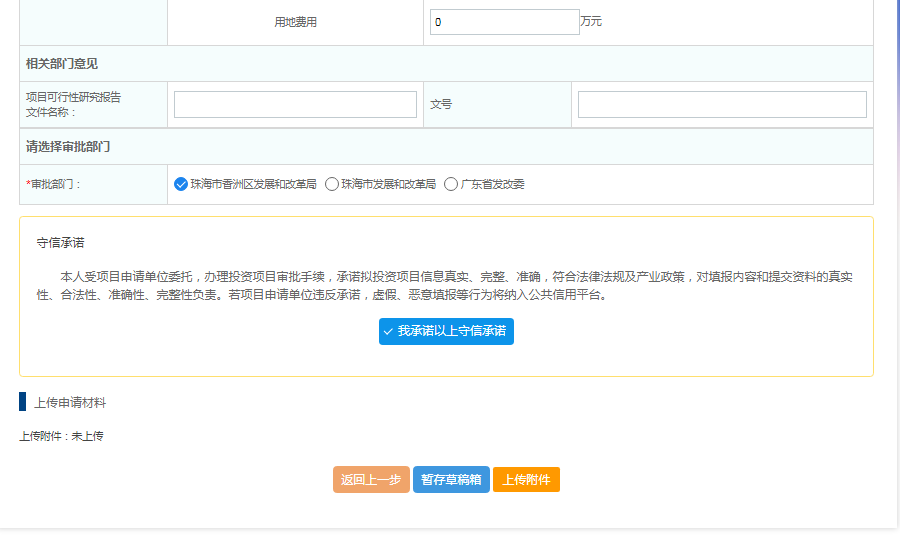 用地费用 0 万元
相关部门意见
项目可行性研究报告
文件名称：
文号
请选择审批部门
*审批部门： 珠海市香洲区发展和改革局 珠海市发展和改革局 广东省发改委
守信承诺
本人受项目申请单位委托，办理投资项目审批手续，承诺拟投资项目信息真实、完整、准确，符合法律法规及产业政策，对填报内容和提交资料的真实
性、合法性、准确性、完整性负责。若项目申请单位违反承诺，虚假、恶意填报等行为将纳入公共信用平台。
我承诺以上守信承诺
上传申请材料
上传附件：未上传
返回上一步 暂存草稿箱 上传附件